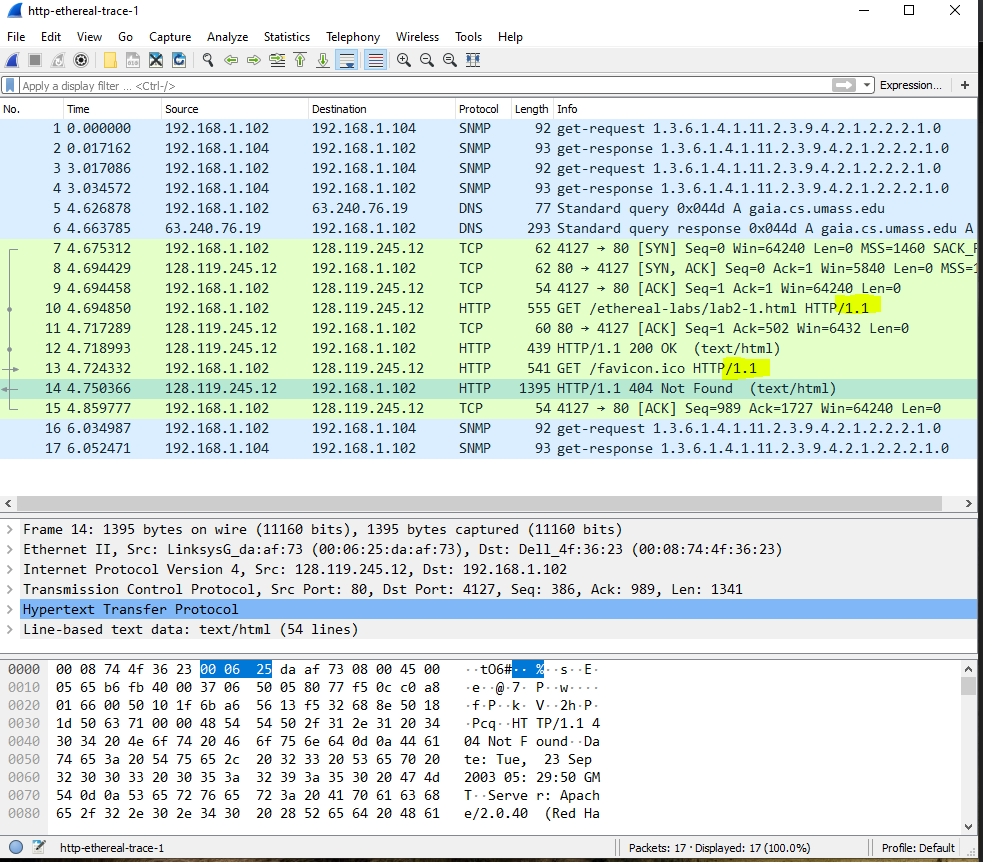 http-ethereal-trace-1
File Edit View Go Capture Analyze Statistics Telephony Wireless Tools Help
Apply a display filter ... <Ctrl-/> Expression... +
No. Time Source Destination Protocol Length Info
1 0.000000 192.168.1.102 192.168.1.104 SNMP 92 get-request 1.3.6.1.4.1.11.2.3.9.4.2.1.2.2.2.1.0
2 0.017162 192.168.1.104 192.168.1.102 SNMP 93 get-response 1.3.6.1.4.1.11.2.3.9.4.2.1.2.2.2.1.0
3 3.017086 192.168.1.102 192.168.1.104 SNMP 92 get-request 1.3.6.1.4.1.11.2.3.9.4.2.1.2.2.2.1.0
4 3.034572 192.168.1.104 192.168.1.102 SNMP 93 get-response 1.3.6.1.4.1.11.2.3.9.4.2.1.2.2.2.1.0
5 4.626878 192.168.1.102 63.240.76.19 DNS 77 Standard query 0x044d A gaia.cs.umass.edu
6 4.663785 63.240.76.19 192.168.1.102 DNS 293 Standard query response 0x044d A gaia.cs.umass.edu A
7 4.675312 192.168.1.102 128.119.245.12 TCP 62 4127 → 80 [SYN] Seq=0 Win=64240 Len=0 MSS=1460 SACK_
8 4.694429 128.119.245.12 192.168.1.102 TCP 62 80 → 4127 [SYN, ACK] Seq=0 Ack=1 Win=5840 Len=0 MSS=
9 4.694458 192.168.1.102 128.119.245.12 TCP 54 4127 → 80 [ACK] Seq=1 Ack=1 Win=64240 Len=0
10 4.694850 192.168.1.102 128.119.245.12 HTTP 555 GET /ethereal-labs/lab2-1.html HTTP/1.1
11 4.717289 128.119.245.12 192.168.1.102 TCP 60 80 → 4127 [ACK] Seq=1 Ack=502 Win=6432 Len=0
12 4.718993 128.119.245.12 192.168.1.102 HTTP 439 HTTP/1.1 200 OK (text/html)
13 4.724332 192.168.1.102 128.119.245.12 HTTP 541 GET /favicon.ico HTTP/1.1
14 4.750366 128.119.245.12 192.168.1.102 HTTP 1395 HTTP/1.1 404 Not Found (text/html)
15 4.859777 192.168.1.102 128.119.245.12 TCP 54 4127 → 80 [ACK] Seq=989 Ack=1727 Win=64240 Len=0
16 6.034987 192.168.1.102 192.168.1.104 SNMP 92 get-request 1.3.6.1.4.1.11.2.3.9.4.2.1.2.2.2.1.0
17 6.052471 192.168.1.104 192.168.1.102 SNMP 93 get-response 1.3.6.1.4.1.11.2.3.9.4.2.1.2.2.2.1.0
Frame 14: 1395 bytes on wire (11160 bits), 1395 bytes captured (11160 bits)
Ethernet II, Src: LinksysG_da:af:73 (00:06:25:da:af:73), Dst: Dell_4f:36:23 (00:08:74:4f:36:23)
Internet Protocol Version 4, Src: 128.119.245.12, Dst: 192.168.1.102
Transmission Control Protocol, Src Port: 80, Dst Port: 4127, Seq: 386, Ack: 989, Len: 1341
Hypertext Transfer Protocol
Line-based text data: text/html (54 lines)
0000 00 08 74 4f 36 23 00 06 25 da af 73 08 00 45 00 ··tO6#·· %··s··E·
0010 05 65 b6 fb 40 00 37 06 50 05 80 77 f5 0c c0 a8 ·e··@·7· P··w····
0020 01 66 00 50 10 1f 6b a6 56 13 f5 32 68 8e 50 18 ·f·P··k· V··2h·P·
0030 1d 50 63 71 00 00 48 54 54 50 2f 31 2e 31 20 34 ·Pcq··HT TP/1.1 4
0040 30 34 20 4e 6f 74 20 46 6f 75 6e 64 0d 0a 44 61 04 Not F ound··Da
0050 74 65 3a 20 54 75 65 2c 20 32 33 20 53 65 70 20 te: Tue, 23 Sep
0060 32 30 30 33 20 30 35 3a 32 39 3a 35 30 20 47 4d 2003 05: 29:50 GM
0070 54 0d 0a 53 65 72 76 65 72 3a 20 41 70 61 63 68 T··Serve r: Apach
0080 65 2f 32 2e 30 2e 34 30 20 28 52 65 64 20 48 61 e/2.0.40 (Red Ha
http-ethereal-trace-1 Packets: 17 · Displayed: 17 (100.0%) Profile: Default